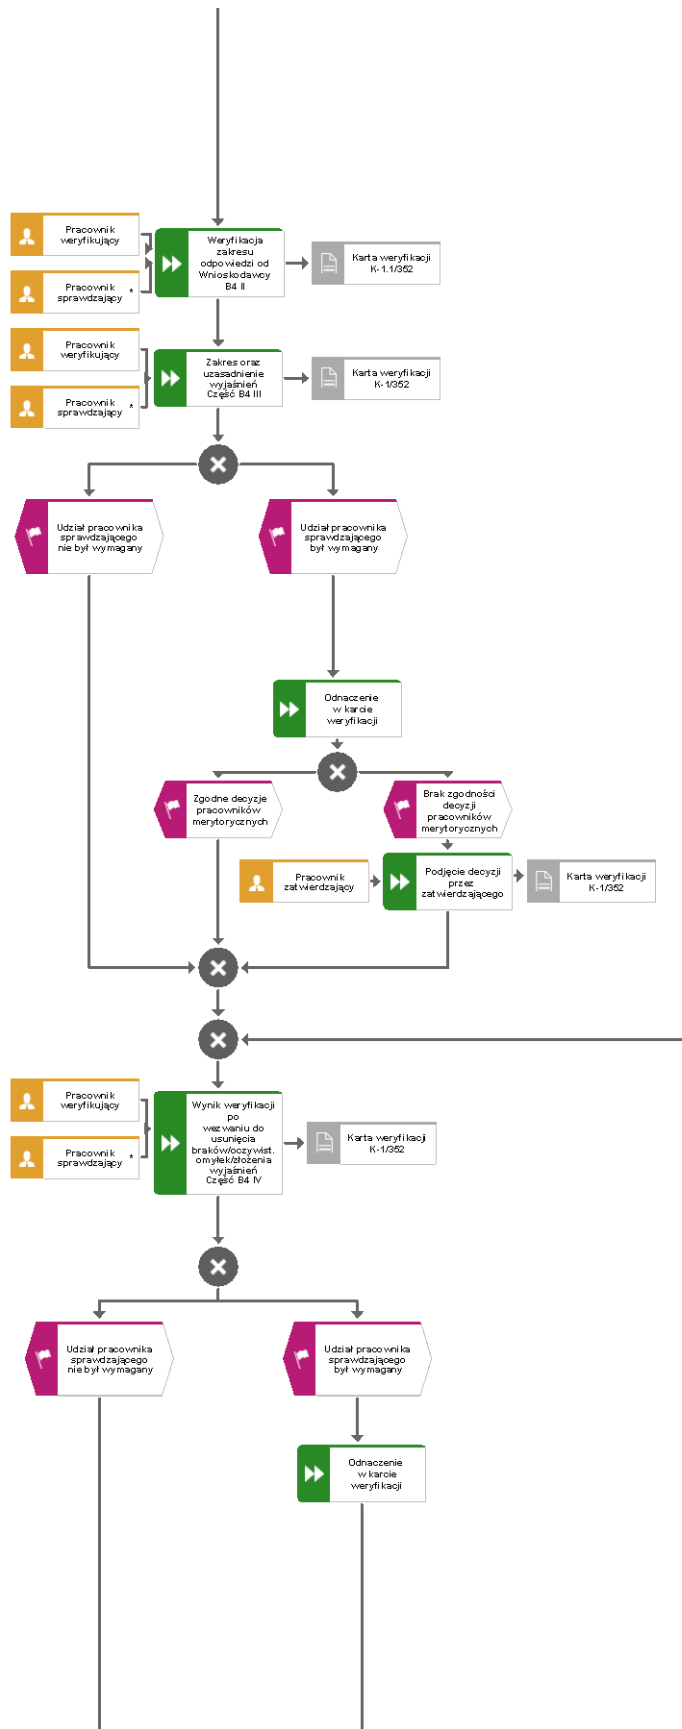 Pracownik
weryfikujący
Pracownik
sprawdzający *
Weryfikacja
zakresu
odpowiedzi od
Wnioskodawcy
B4 II
Karta weryfikacji
K-1.1/352
Pracownik
weryfikujący
Pracownik
sprawdzający *
Zakres oraz
uzasadnienie
wyjaśnień
Część B4 III
Karta weryfikacji
K-1/352
Udział pracownika
sprawdzającego
nie był wymagany
Udział pracownika
sprawdzającego
był wymagany
Odnaczenie
w karcie
weryfikacji
Zgodne decyzje
pracowników
merytorycznych
Brak zgodności
decyzji
pracowników
merytorycznych
Pracownik
zatwierdzający
Podjęcie decyzji
przez
zatwierdzającego
Karta weryfikacji
K-1/352
Pracownik
weryfikujący
Pracownik
sprawdzający *
Wynik weryfikacji
po
wezwaniu do
usunięcia
braków/oczywist.
omyłek/złożenia
wyjaśnień
Część B4 IV
Karta weryfikacji
K-1/352
Udział pracownika
sprawdzającego
nie był wymagany
Udział pracownika
sprawdzającego
był wymagany
Odnaczenie
w karcie
weryfikacji